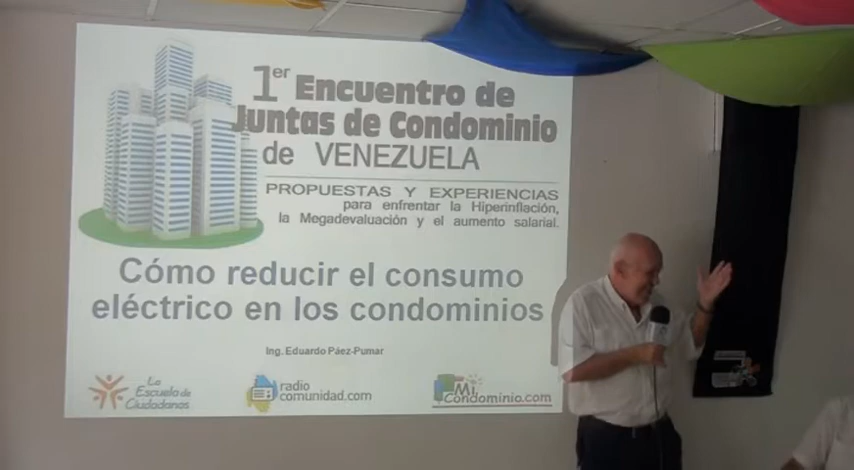 1er Encuentro de
Juntas de Condominio
de VENEZUELA
PROPUESTAS Y EXPERIENCIAS
para enfrentar la Hiperinflación,
la Megadevaluación y el aumento salarial.
Cómo reducir el consumo
eléctrico en los condominios
Ing. Eduardo Páez-Pumar
La
Escuela de
Ciudadanos
radio
comunidad.com
Mi
Condominio.com